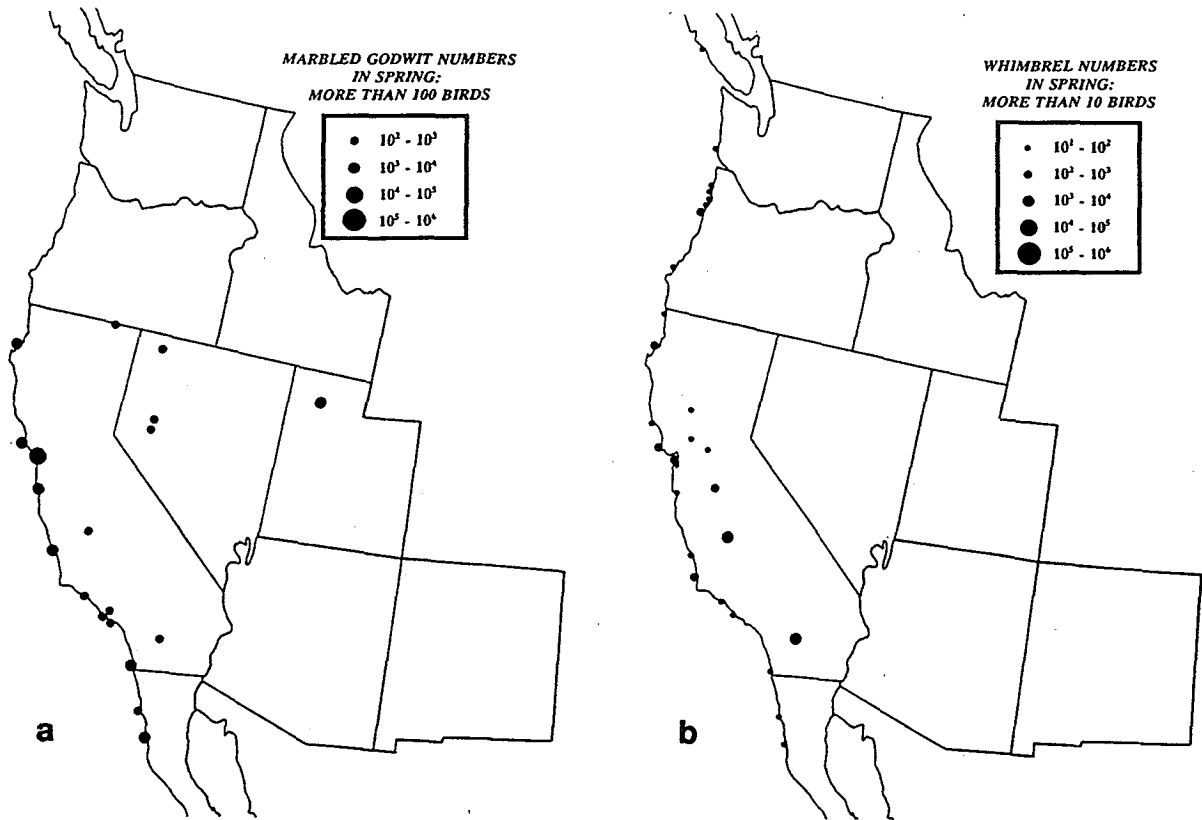 MARBLED GODWIT NUMBERS
IN SPRING:
MORE THAN 100 BIRDS
10² - 10³
10³ - 10⁴
10⁴ - 10⁵
10⁵ - 10⁶
a
WHIMBREL NUMBERS
IN SPRING:
MORE THAN 10 BIRDS
10¹ - 10²
10² - 10³
10³ - 10⁴
10⁴ - 10⁵
10⁵ - 10⁶
b